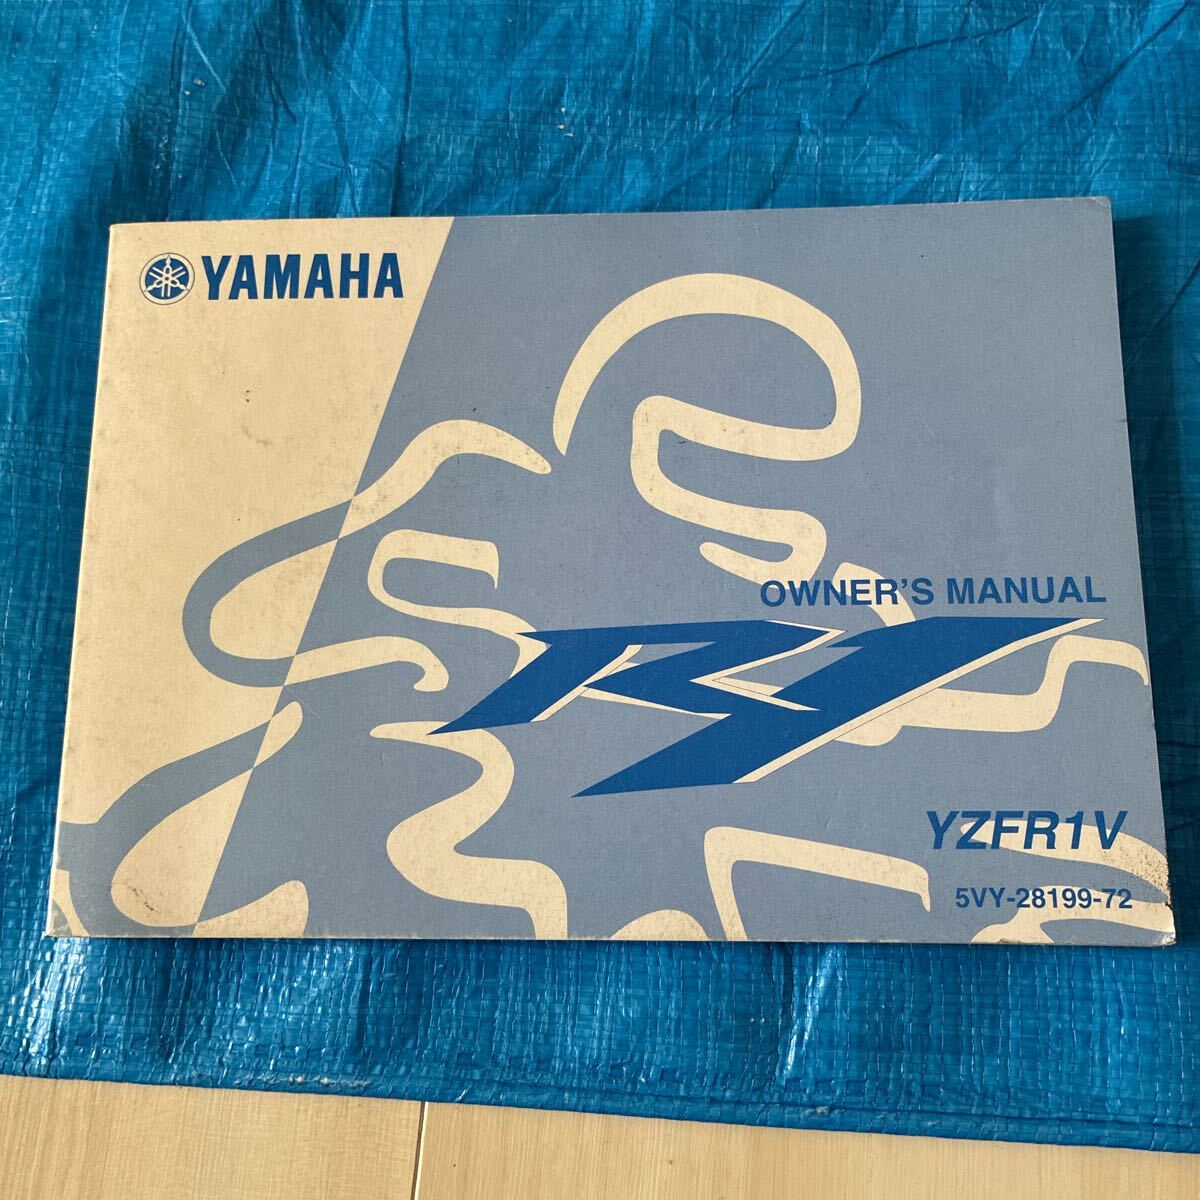 YAMAHA
OWNER'S MANUAL
R1
YZFR1V
5VY-28199-72